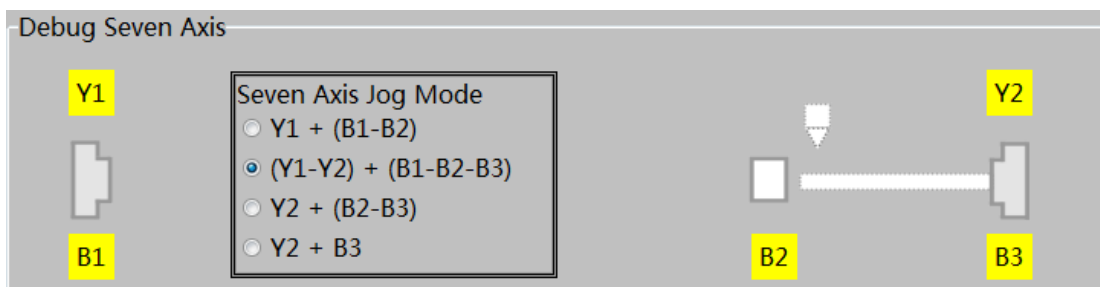 Debug Seven Axis
Y1
Seven Axis Jog Mode
Y1 + (B1-B2)
(Y1-Y2) + (B1-B2-B3)
Y2 + (B2-B3)
Y2 + B3
B1
Y2
B2
B3